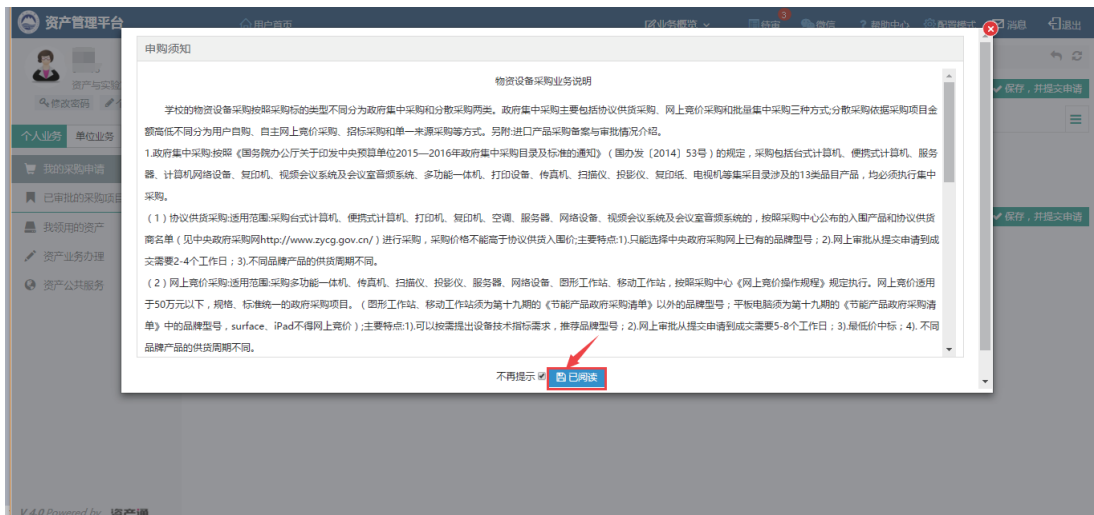 资产管理平台
用户首页
业务概览
待审
3
微信
? 帮助中心
配置模式
消息
退出
资产与实验
修改密码
保存,并提交申请
个人业务 单位业务
我的采购申请
已审批的采购项目
我领用的资产
资产业务办理
资产公共服务
保存,并提交申请
申购须知
物资设备采购业务说明
学校的物资设备采购按照采购标的类型不同分为政府集中采购和分散采购两类。政府集中采购主要包括协议供货采购、网上竞价采购和批量集中采购三种方式;分散采购依据采购项目金
额高低不同分为用户自购、自主网上竞价采购、招标采购和单一来源采购等方式。另附:进口产品采购备案与审批情况介绍。
1.政府集中采购:按照《国务院办公厅关于印发中央预算单位2015—2016年政府集中采购目录及标准的通知》(国办发〔2014〕53号)的规定,采购包括台式计算机、便携式计算机、服务
器、计算机网络设备、复印机、视频会议系统及会议室音频系统、多功能一体机、打印设备、传真机、扫描仪、投影仪、复印纸、电视机等集采目录涉及的13类品目产品,均必须执行集中
采购。
(1)协议供货采购:适用范围:采购台式计算机、便携式计算机、打印机、复印机、空调、服务器、网络设备、视频会议系统及会议室音频系统的,按照采购中心公布的入围产品和协议供货
商名单(见中央政府采购网http://www.zycg.gov.cn/)进行采购,采购价格不能高于协议供货入围价;主要特点:1).只能选择中央政府采购网上已有的品牌型号;2).网上审批从提交申请到成
交需要2-4个工作日;3).不同品牌产品的供货周期不同。
(2)网上竞价采购:适用范围:采购多功能一体机、传真机、扫描仪、投影仪、服务器、网络设备、图形工作站、移动工作站,按照采购中心《网上竞价操作规程》规定执行。网上竞价适用
于50万元以下,规格、标准统一的政府采购项目。(图形工作站、移动工作站须为第十九期的《节能产品政府采购清单》以外的品牌型号;平板电脑须为第十九期的《节能产品政府采购清
单》中的品牌型号,surface、iPad不得网上竞价);主要特点:1).可以按需提出设备技术指标需求,推荐品牌型号;2).网上审批从提交申请到成交需要5-8个工作日;3).最低价中标;4). 不同
品牌产品的供货周期不同。
不再提示 已阅读
V 4.0 Powered by 资产通